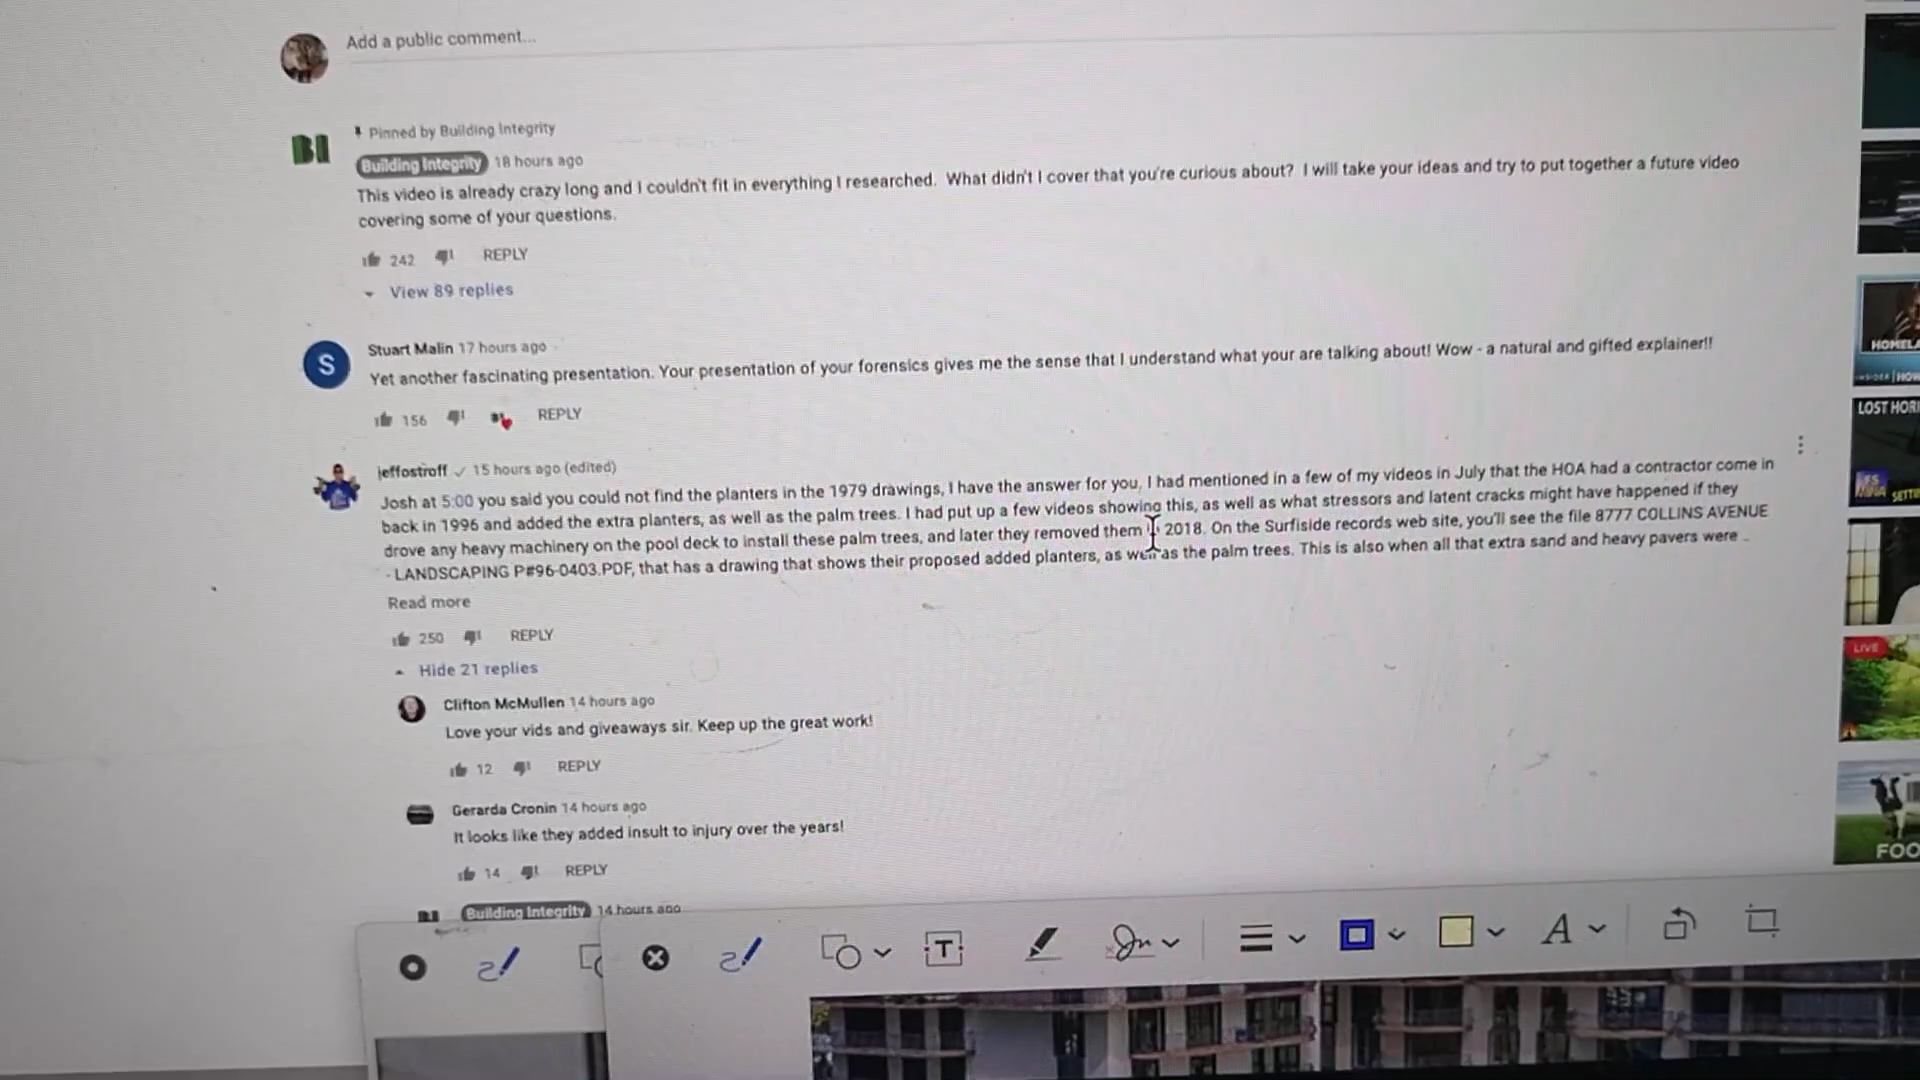 Add a public comment...
Pinned by Building Integrity
BI
Building Integrity 18 hours ago
This video is already crazy long and I couldn't fit in everything I researched. What didn't I cover that you're curious about? I will take your ideas and try to put together a future video
covering some of your questions.
242 REPLY
View 89 replies
S
Stuart Malin 17 hours ago
Yet another fascinating presentation. Your presentation of your forensics gives me the sense that I understand what your are talking about! Wow - a natural and gifted explainer!!
156 REPLY
jeffostroff 15 hours ago (edited)
Josh at 5:00 you said you could not find the planters in the 1979 drawings, I have the answer for you, I had mentioned in a few of my videos in July that the HOA had a contractor come in
back in 1996 and added the extra planters, as well as the palm trees. I had put up a few videos showing this, as well as what stressors and latent cracks might have happened if they
drove any heavy machinery on the pool deck to install these palm trees, and later they removed them 2018. On the Surfiside records web site, you'll see the file 8777 COLLINS AVENUE
- LANDSCAPING P#96-0403.PDF, that has a drawing that shows their proposed added planters, as well as the palm trees. This is also when all that extra sand and heavy pavers were
Read more
250 REPLY
Hide 21 replies
Clifton McMullen 14 hours ago
Love your vids and giveaways sir. Keep up the great work!
12 REPLY
Gerarda Cronin 14 hours ago
It looks like they added insult to injury over the years!
14 REPLY
Building Integrity 14 hours ago
T
A
HOMELA
LOST HORI
SETTI
LIVE
FOO